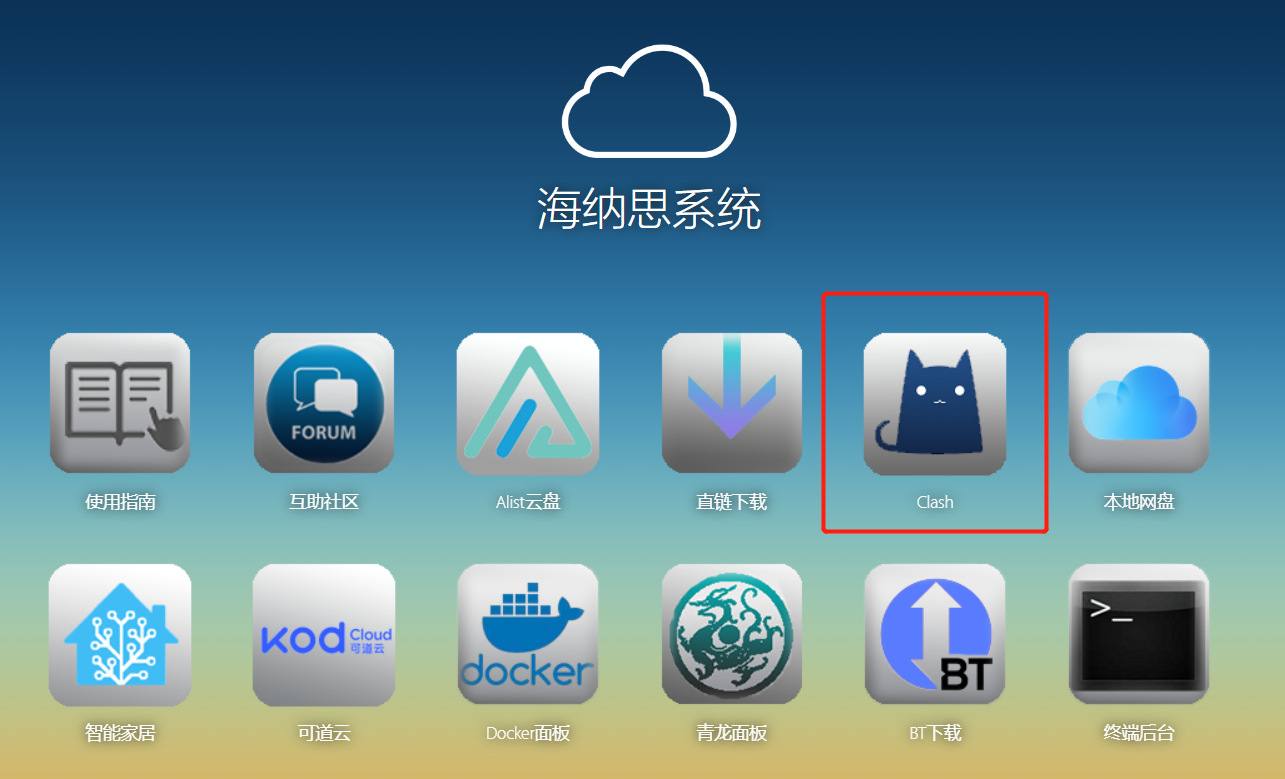 海纳思系统
FORUM
使用指南
互助社区
Alist云盘
直链下载
Clash
本地网盘
kod Cloud
可道云
docker
BT
>_
智能家居
可道云
Docker面板
青龙面板
BT下载
终端后台